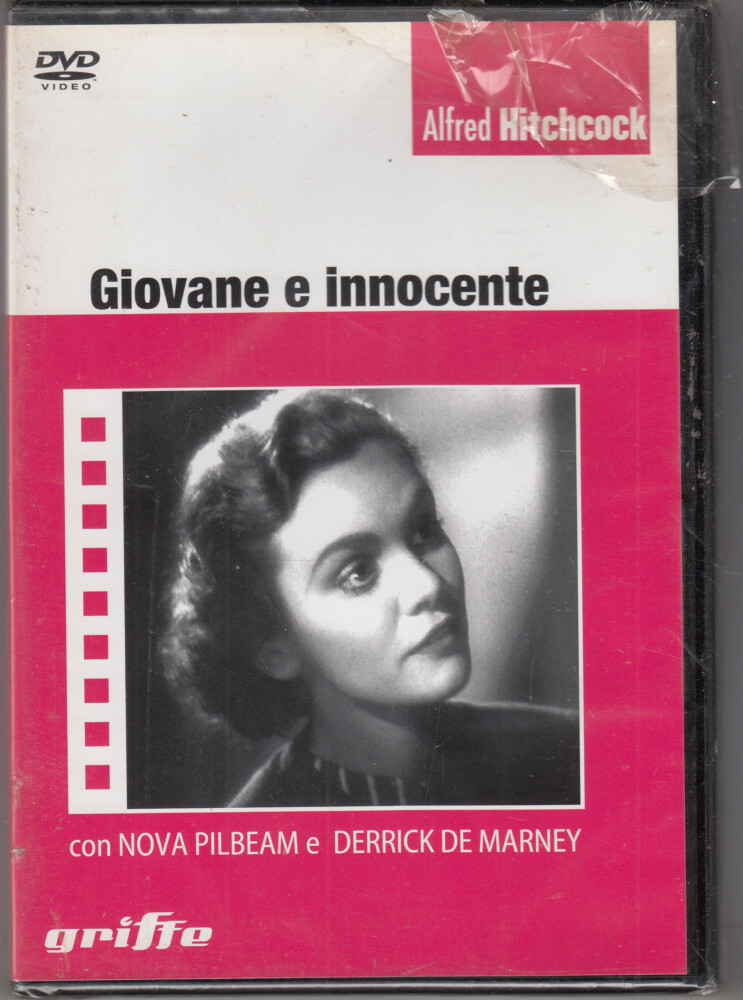 DVD
VIDEO
Alfred Hitchcock
Giovane e innocente
con NOVA PILBEAM e DERRICK DE MARNEY
griffe